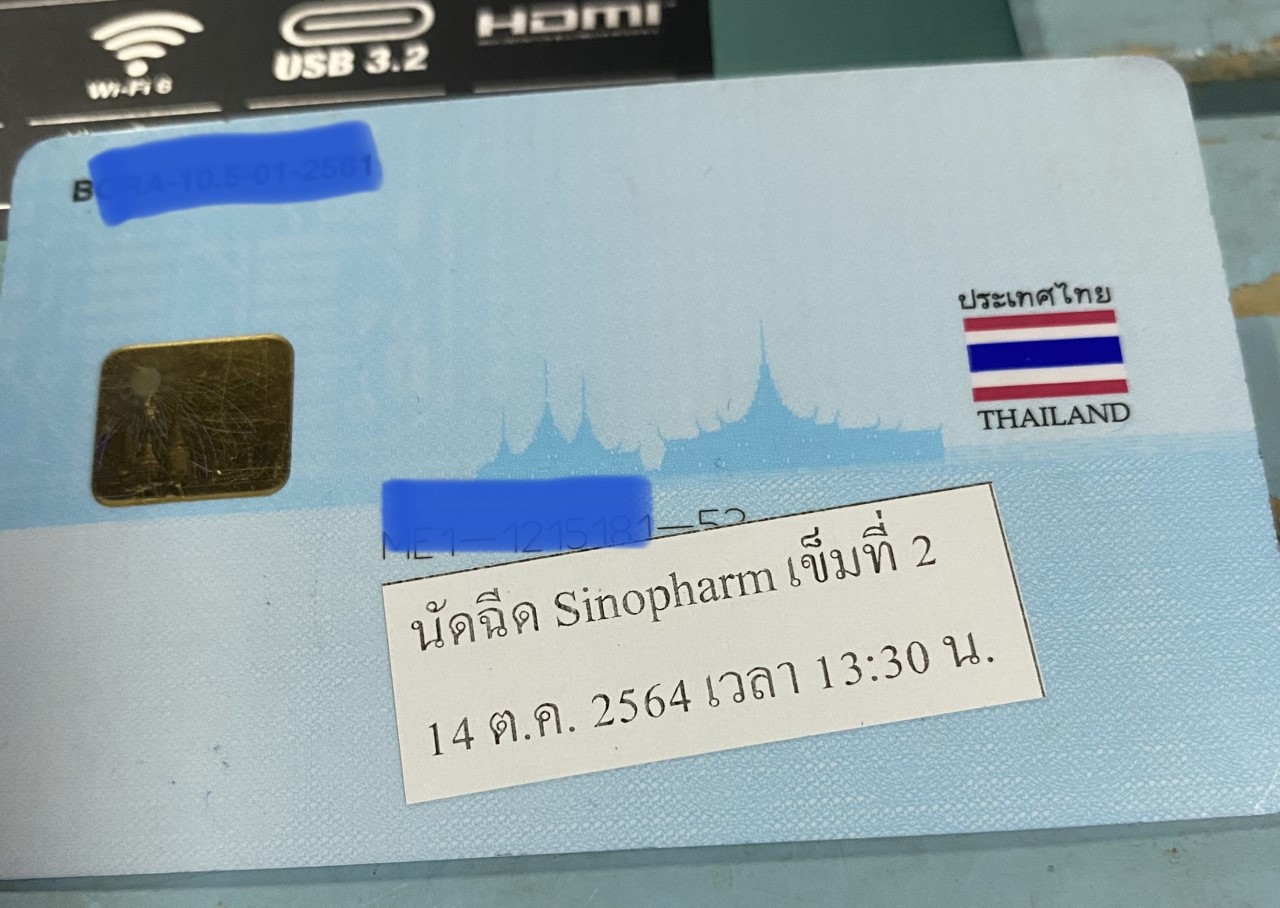 Wi-Fi 6
USB 3.2
HDMI
ประเทศไทย
THAILAND
นัดฉีด Sinopharm เข็มที่ 2
14 ต.ค. 2564 เวลา 13:30 น.